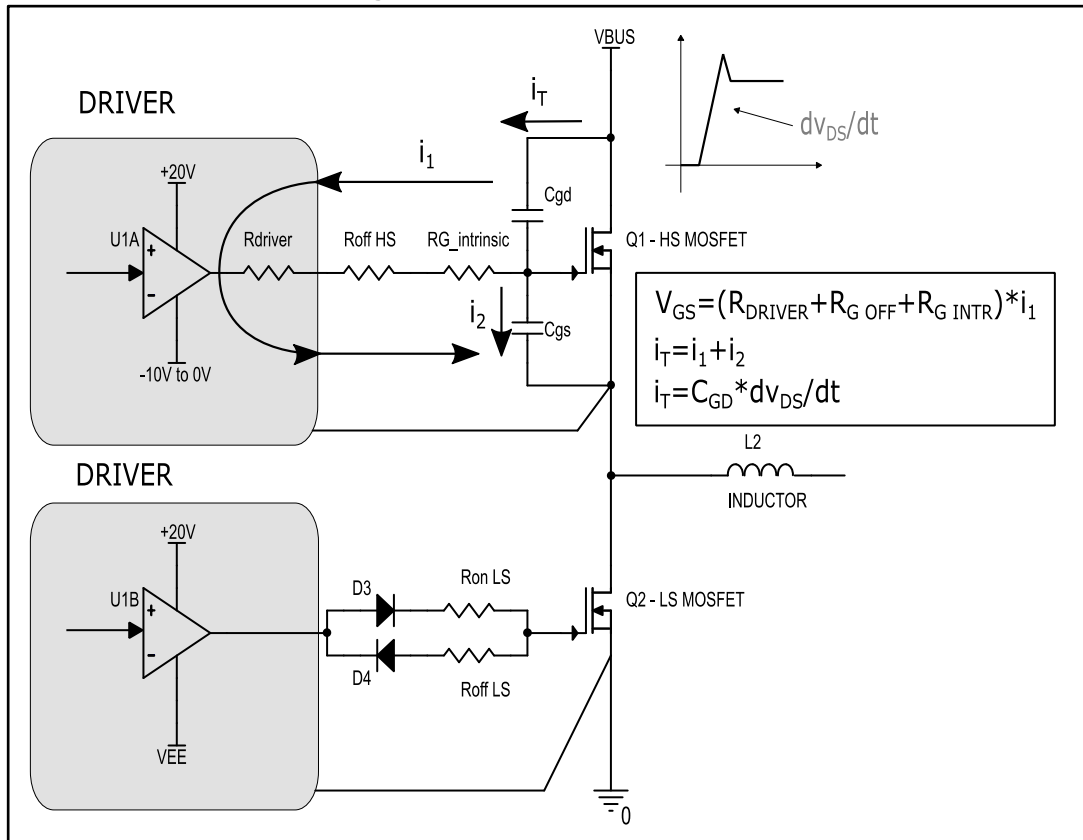 VBUS
DRIVER
iT
dvDS/dt
+20V
i1
Cgd
U1A
+
-
Rdriver
Roff HS
RG_intrinsic
Q1 - HS MOSFET
i2
Cgs
-10V to 0V
VGS=(RDRIVER+RG OFF+RG INTR)*i1
iT=i1+i2
iT=CGD*dvDS/dt
L2
INDUCTOR
DRIVER
+20V
U1B
+
-
D3
Ron LS
Q2 - LS MOSFET
D4
Roff LS
VEE
0